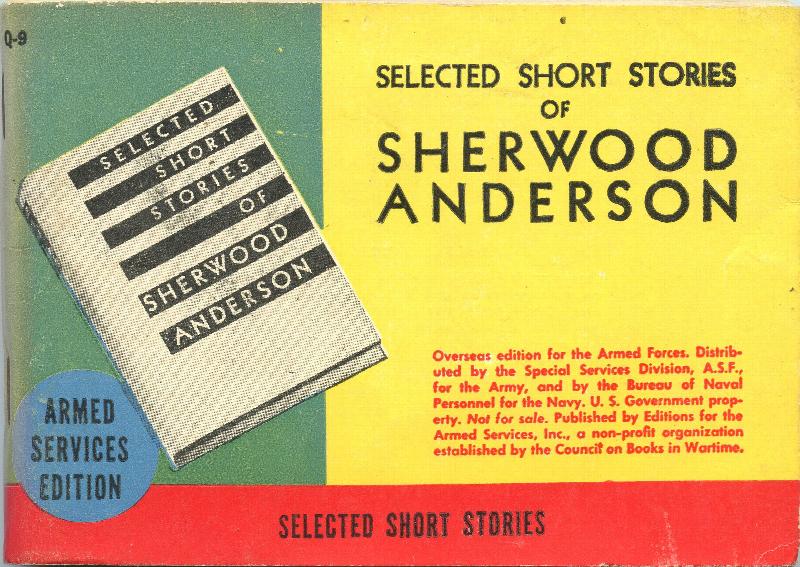 Q-9
SELECTED
SHORT
STORIES
OF
SHERWOOD
ANDERSON
SELECTED SHORT STORIES
OF
SHERWOOD
ANDERSON
Overseas edition for the Armed Forces. Distrib-
uted by the Special Services Division, A.S.F.,
for the Army, and by the Bureau of Naval
Personnel for the Navy. U. S. Government prop-
erty. Not for sale. Published by Editions for the
Armed Services, Inc., a non-profit organization
established by the Council on Books in Wartime.
ARMED
SERVICES
EDITION
SELECTED SHORT STORIES